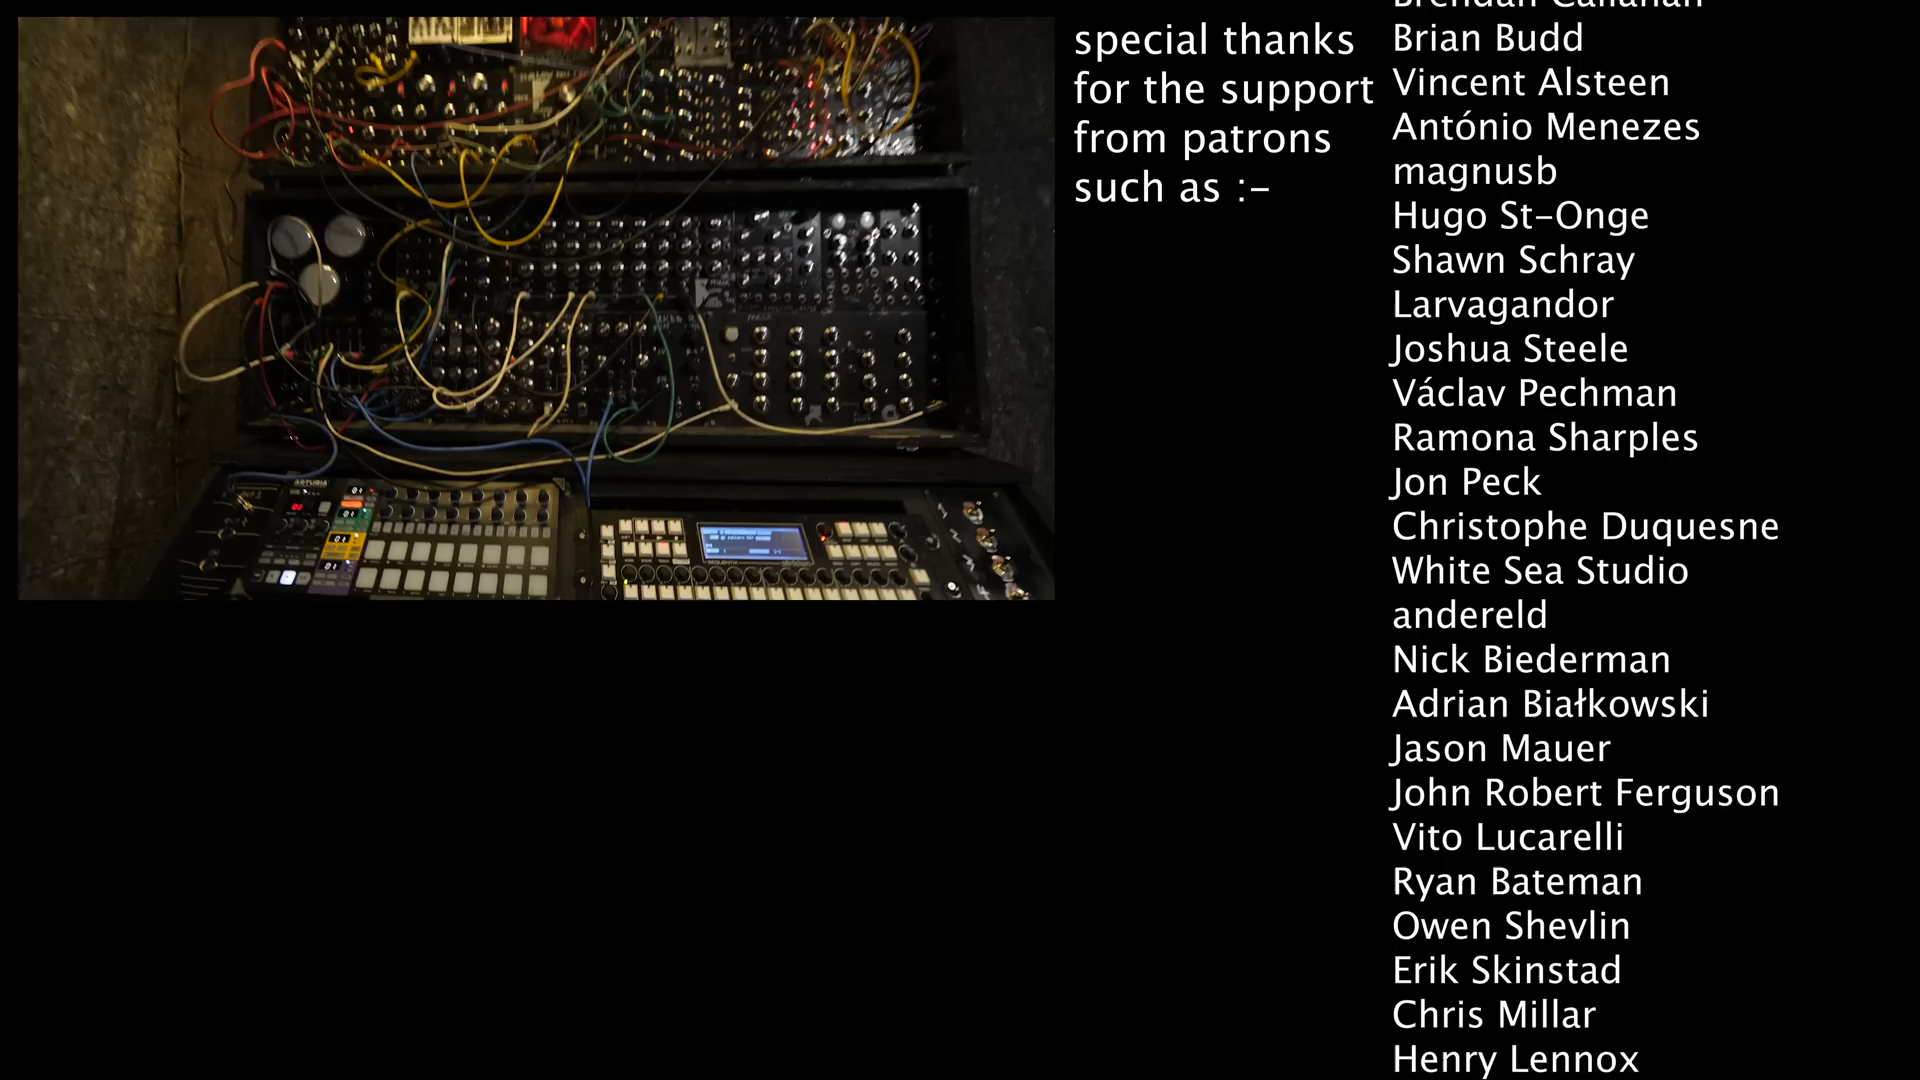 special thanks
for the support
from patrons
such as :-
Brendan Callahan
Brian Budd
Vincent Alsteen
António Menezes
magnusb
Hugo St-Onge
Shawn Schray
Larvagandor
Joshua Steele
Václav Pechman
Ramona Sharples
Jon Peck
Christophe Duquesne
White Sea Studio
andereld
Nick Biederman
Adrian Białkowski
Jason Mauer
John Robert Ferguson
Vito Lucarelli
Ryan Bateman
Owen Shevlin
Erik Skinstad
Chris Millar
Henry Lennox
ARTURIA